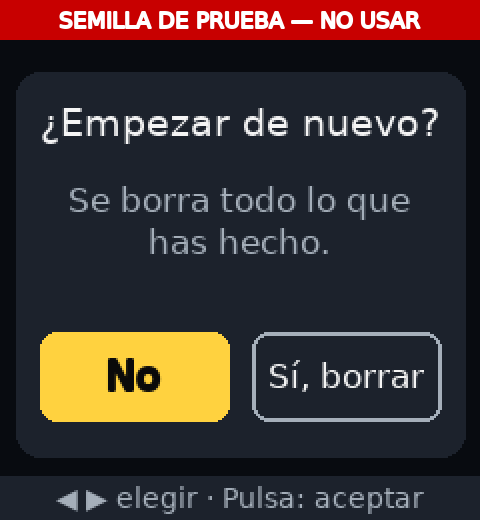 SEMILLA DE PRUEBA — NO USAR
¿Empezar de nuevo?
Se borra todo lo que
has hecho.
No
Sí, borrar
◀ ▶ elegir · Pulsa: aceptar